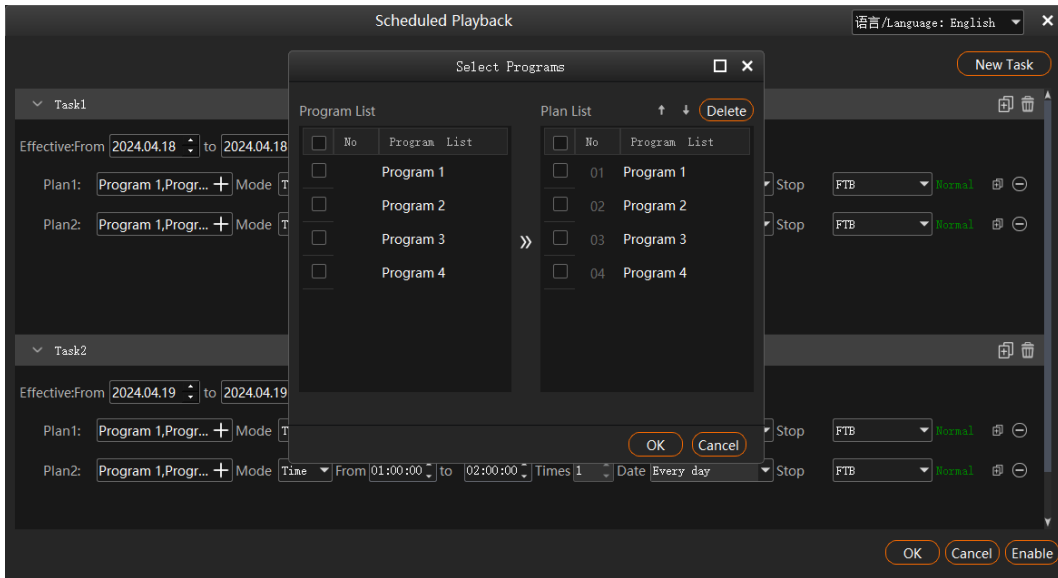 Scheduled Playback
语言/Language: English
New Task
Select Programs
Task1
Program List
Plan List
Delete
Effective:From 2024.04.18 to 2024.04.18
No Program List
No Program List
Plan1: Program 1,Progr... Mode T Stop FTB Normal
Plan2: Program 1,Progr... Mode T Stop FTB Normal
Program 1
Program 2
Program 3
Program 4
01 Program 1
02 Program 2
03 Program 3
04 Program 4
OK Cancel
Task2
Effective:From 2024.04.19 to 2024.04.19
Plan1: Program 1,Progr... Mode T Stop FTB Normal
Plan2: Program 1,Progr... Mode Time From 01:00:00 to 02:00:00 Times 1 Date Every day Stop FTB Normal
OK Cancel Enable